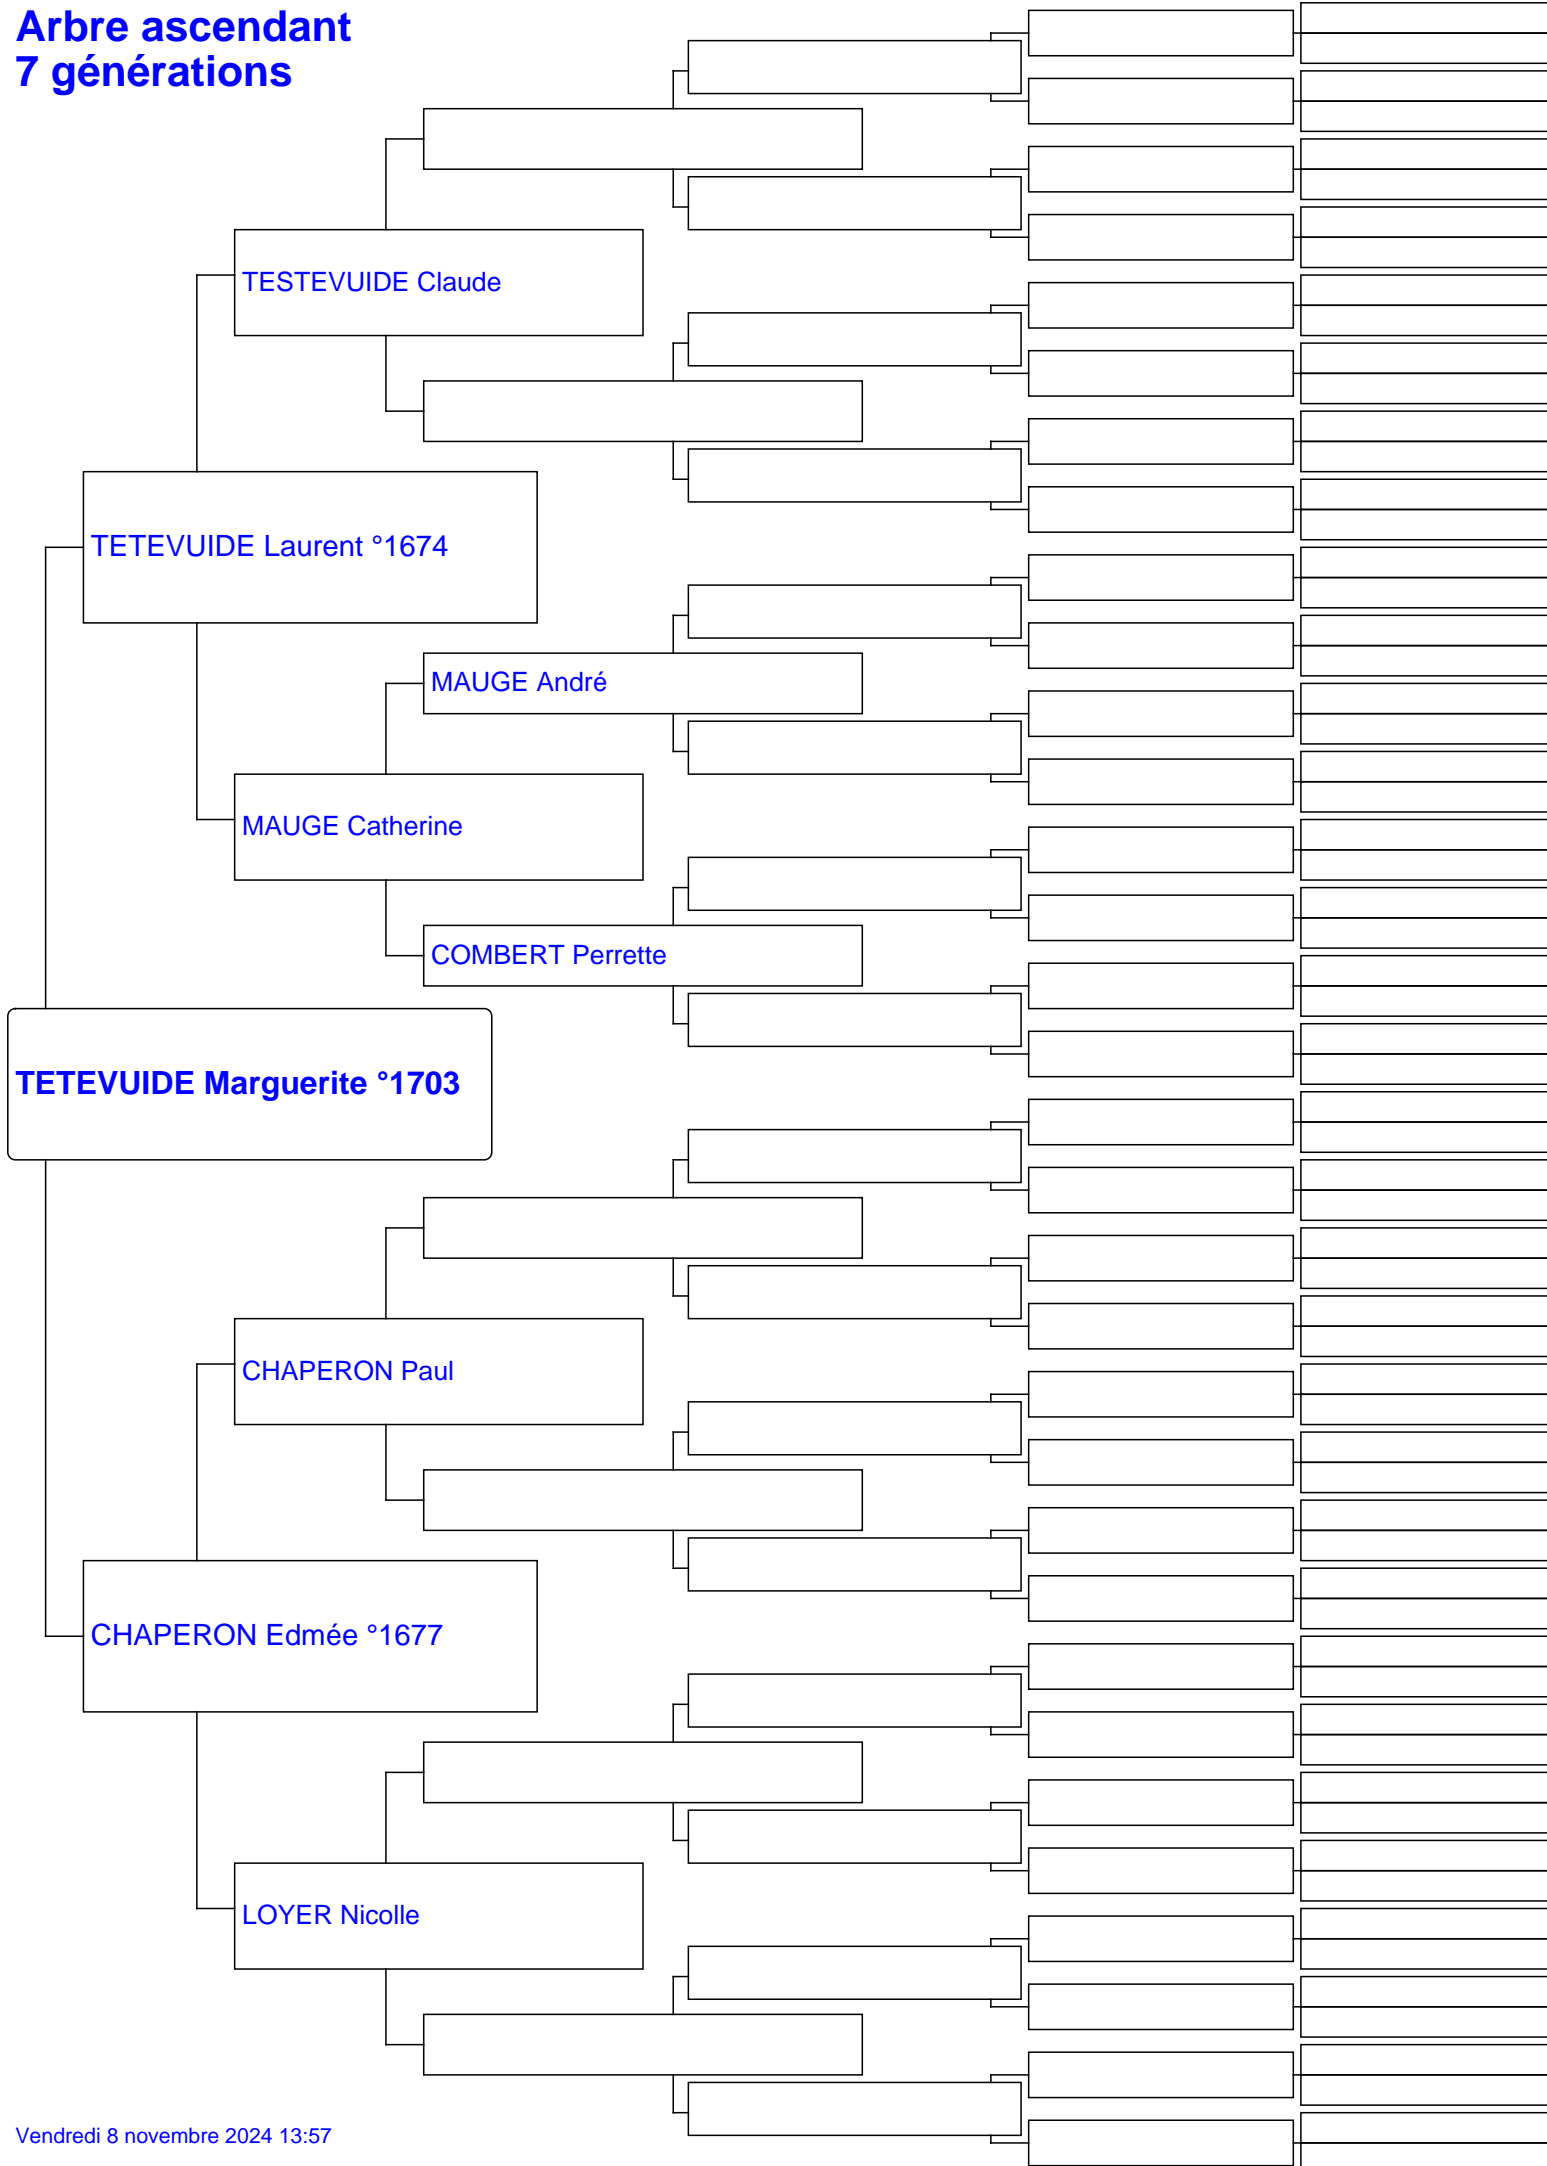 Arbre ascendant
7 générations
TESTEVUIDE Claude
TETEVUIDE Laurent °1674
MAUGE André
MAUGE Catherine
COMBERT Perrette
TETEVUIDE Marguerite °1703
CHAPERON Paul
CHAPERON Edmée °1677
LOYER Nicolle
Vendredi 8 novembre 2024 13:57